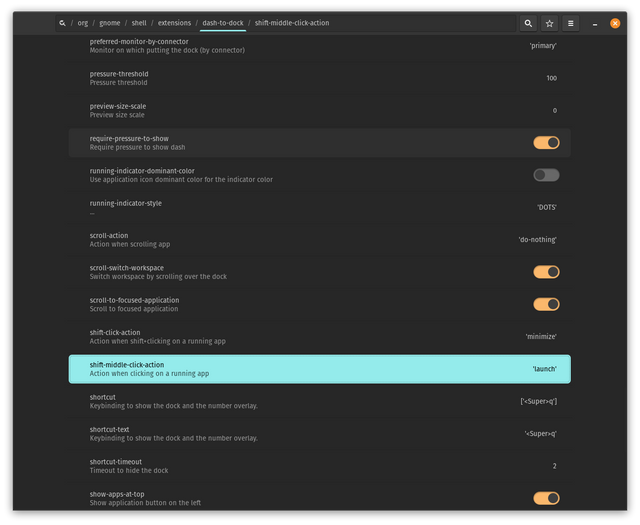 / org / gnome / shell / extensions / dash-to-dock / shift-middle-click-action
preferred-monitor-by-connector
Monitor on which putting the dock (by connector)
'primary'
pressure-threshold
Pressure threshold
100
preview-size-scale
Preview size scale
0
require-pressure-to-show
Require pressure to show dash
running-indicator-dominant-color
Use application icon dominant color for the indicator color
running-indicator-style
...
'DOTS'
scroll-action
Action when scrolling app
'do-nothing'
scroll-switch-workspace
Switch workspace by scrolling over the dock
scroll-to-focused-application
Scroll to focused application
shift-click-action
Action when shift+clicking on a running app
'minimize'
shift-middle-click-action
Action when clicking on a running app
'launch'
shortcut
Keybinding to show the dock and the number overlay.
['<Super>q']
shortcut-text
Keybinding to show the dock and the number overlay.
'<Super>q'
shortcut-timeout
Timeout to hide the dock
2
show-apps-at-top
Show application button on the left